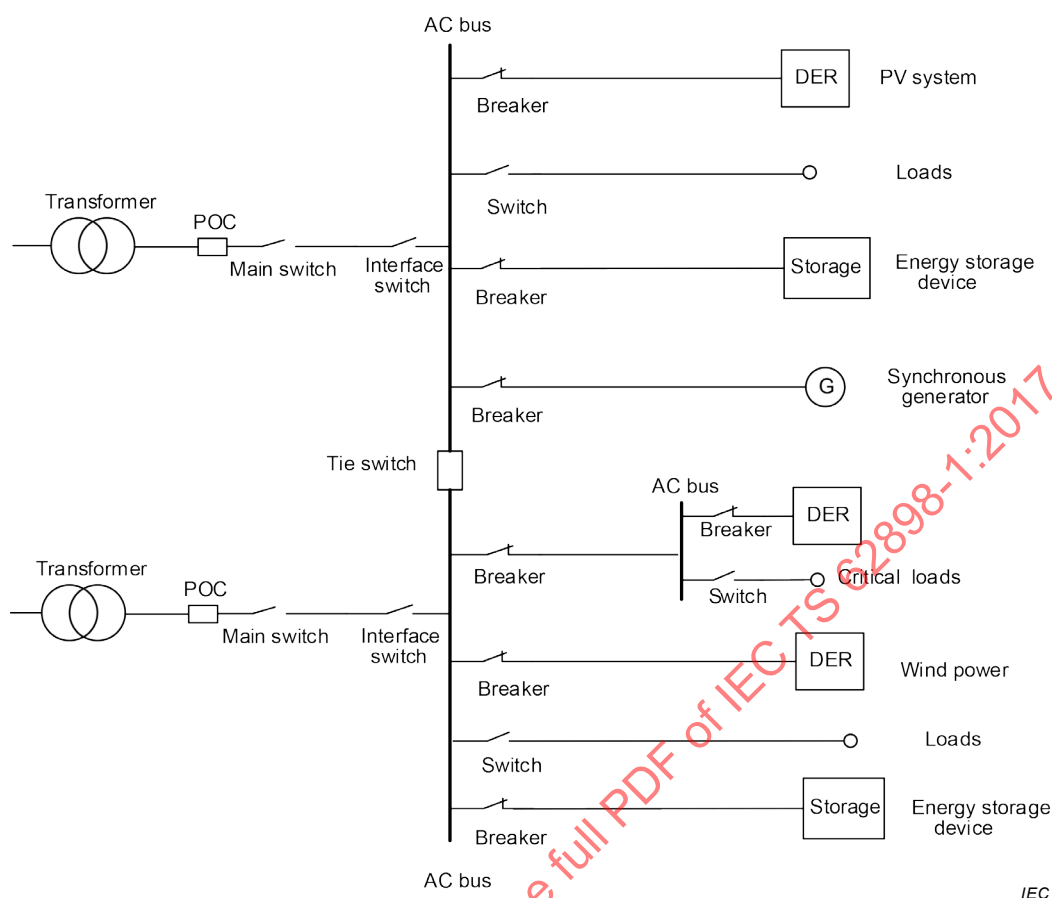 AC bus
DER
PV system
Breaker
Loads
Switch
Transformer
POC
Main switch
Interface
switch
Storage
Energy storage
device
Breaker
G
Synchronous
generator
Breaker
Tie switch
AC bus
DER
Breaker
Breaker
Critical loads
Switch
Transformer
POC
Main switch
Interface
switch
DER
Wind power
Breaker
Loads
Switch
Storage
Energy storage
device
Breaker
AC bus
IEC
e full PDF of IEC TS 62898-1:2017